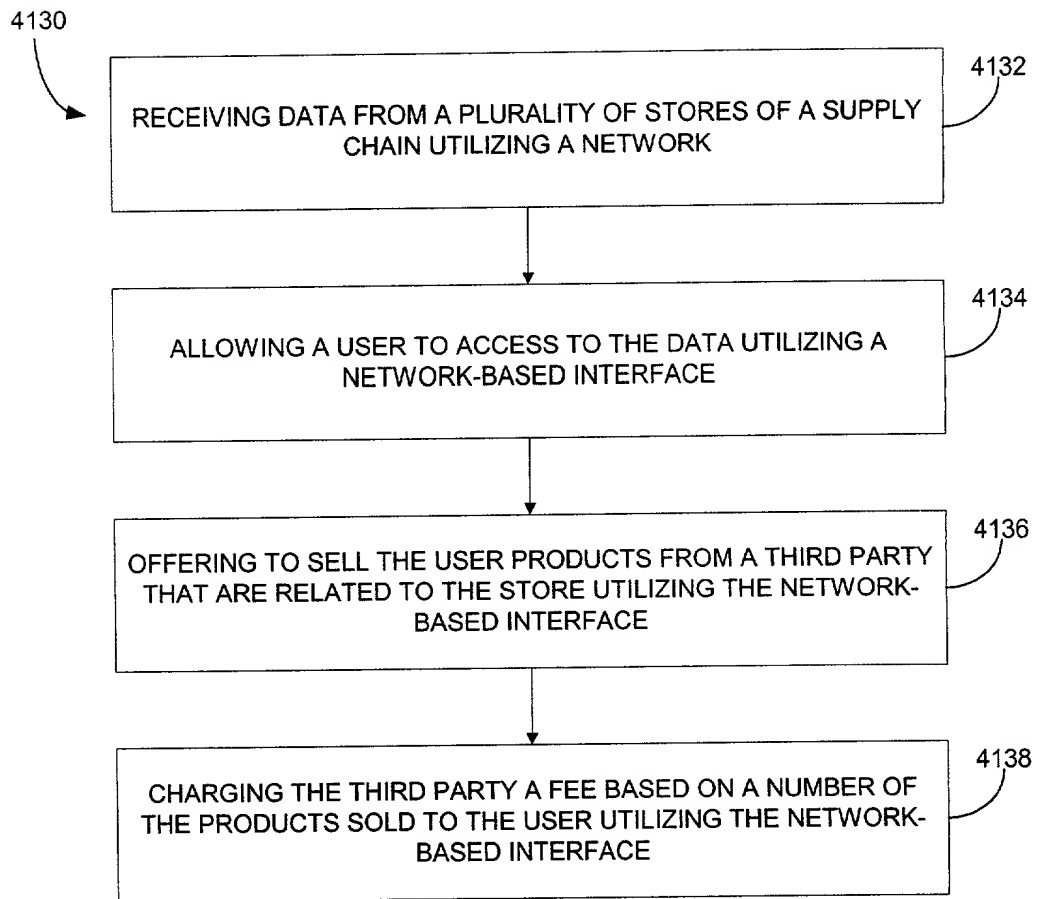 4130
4132
RECEIVING DATA FROM A PLURALITY OF STORES OF A SUPPLY
CHAIN UTILIZING A NETWORK
4134
ALLOWING A USER TO ACCESS TO THE DATA UTILIZING A
NETWORK-BASED INTERFACE
4136
OFFERING TO SELL THE USER PRODUCTS FROM A THIRD PARTY
THAT ARE RELATED TO THE STORE UTILIZING THE NETWORK-
BASED INTERFACE
4138
CHARGING THE THIRD PARTY A FEE BASED ON A NUMBER OF
THE PRODUCTS SOLD TO THE USER UTILIZING THE NETWORK-
BASED INTERFACE